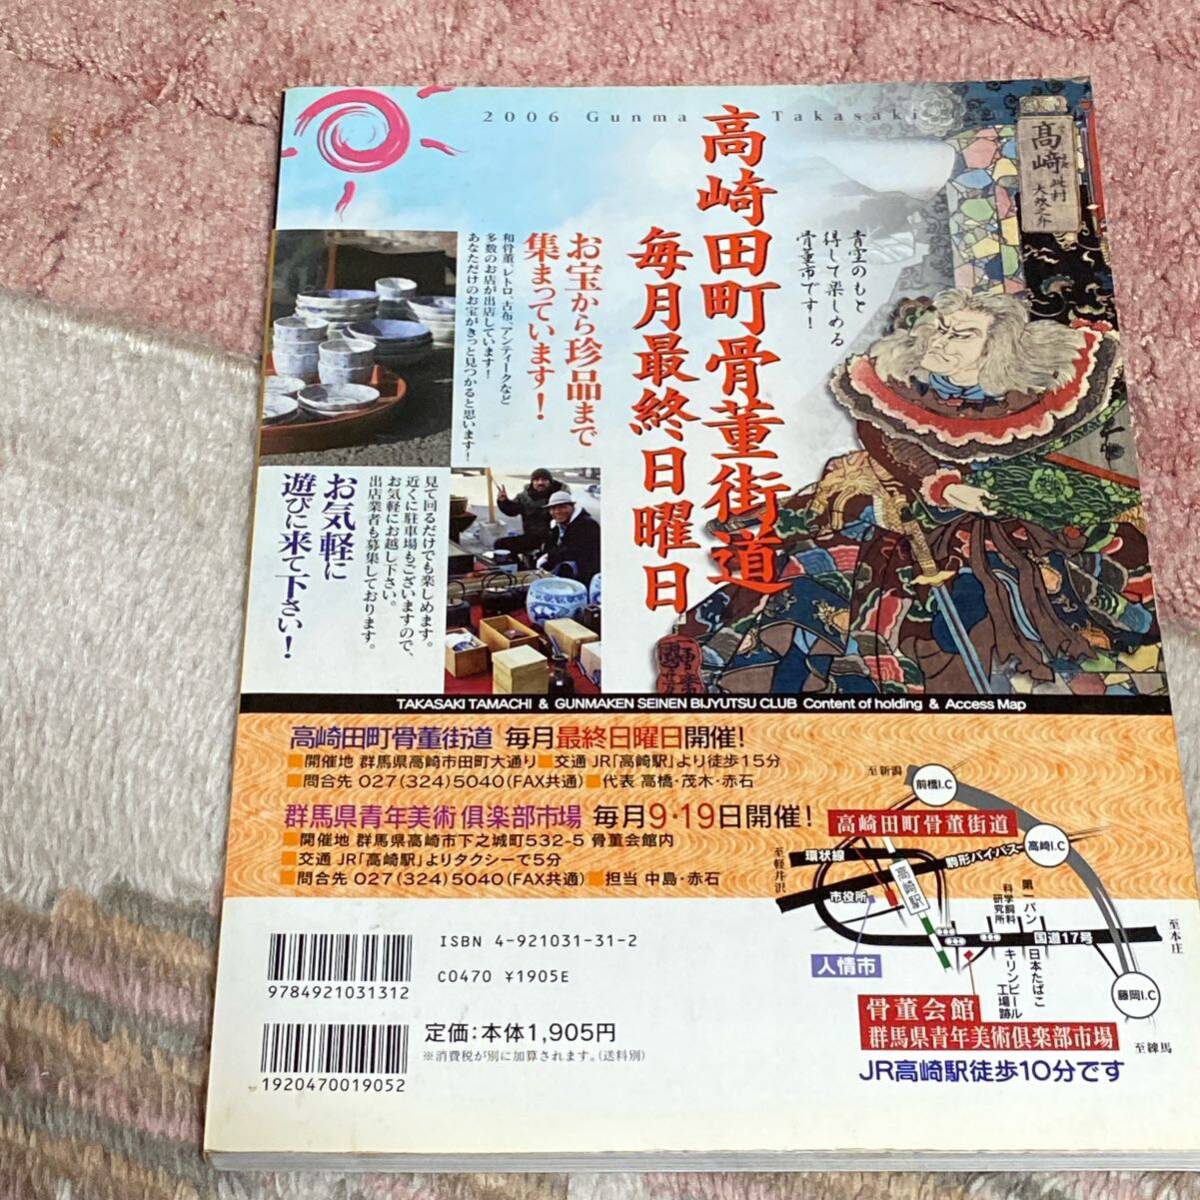 2006 Gunma Takasaki
高崎田町骨董街道
毎月最終日曜日
青空のもと
得して楽しめる
骨董市です！
高崎
お宝から珍品まで
集まっています！
和骨董、レトロ、古布、アンティークなど
多数のお店が出店しています！
あなただけのお宝がきっと見つかると思います！
見て回るだけでも楽しめます。
近くに駐車場もございますので、
お気軽にお越し下さい。
出店業者も募集しております。
お気軽に
遊びに来て下さい！
TAKASAKI TAMACHI & GUNMAKEN SEINEN BIJYUTSU CLUB Content of holding & Access Map
高崎田町骨董街道 毎月最終日曜日開催！
■開催地 群馬県高崎市田町大通り ■交通 JR「高崎駅」より徒歩15分
■問合先 027(324)5040(FAX共通) ■代表 高橋・茂木・赤石
群馬県青年美術倶楽部市場 毎月9・19日開催！
■開催地 群馬県高崎市下之城町532-5 骨董会館内
■交通 JR「高崎駅」よりタクシーで5分
■問合先 027(324)5040(FAX共通) ■担当 中島・赤石
至新潟
前橋I.C
高崎田町骨董街道
高崎I.C
環状線
駒形バイパス
至軽井沢
市役所
高崎駅
科学飼料
研究所
第一パン
国道17号
至本庄
人情市
キリンビール
工場跡
日本たばこ
藤岡I.C
骨董会館
群馬県青年美術倶楽部市場
至練馬
JR高崎駅徒歩10分です
ISBN 4-921031-31-2
C0470 ¥1905E
9784921031312
定価：本体1,905円
※消費税が別に加算されます。（送料別）
1920470019052